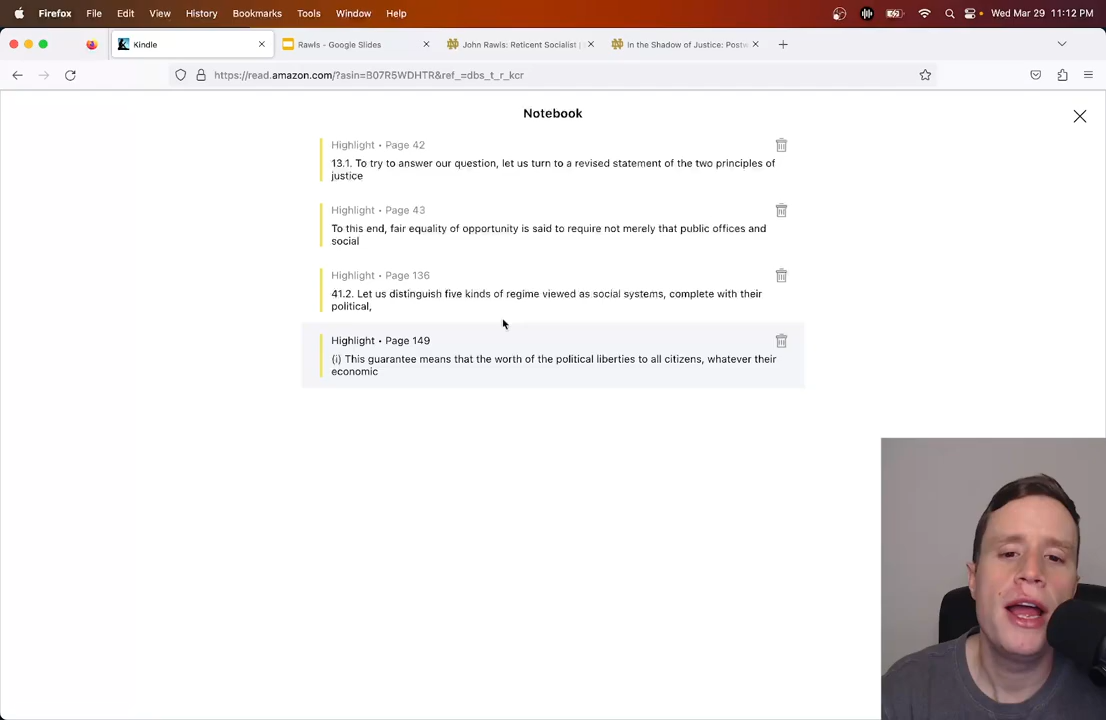 Firefox File Edit View History Bookmarks Tools Window Help Wed Mar 29 11:12 PM
Kindle Rawls - Google Slides John Rawls: Reticent Socialist | In the Shadow of Justice: Postw
https://read.amazon.com/?asin=B07R5WDHTR&ref_=dbs_t_r_kcr
Notebook
Highlight • Page 42
13.1. To try to answer our question, let us turn to a revised statement of the two principles of
justice
Highlight • Page 43
To this end, fair equality of opportunity is said to require not merely that public offices and
social
Highlight • Page 136
41.2. Let us distinguish five kinds of regime viewed as social systems, complete with their
political,
Highlight • Page 149
(i) This guarantee means that the worth of the political liberties to all citizens, whatever their
economic